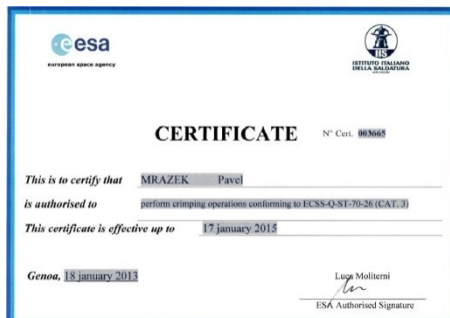 esa
european space agency
IIS
ISTITUTO ITALIANO
DELLA SALDATURA
CERTIFICATE N° Cert. 003665
This is to certify that MRAZEK Pavel
is authorised to perform crimping operations conforming to ECSS-Q-ST-70-26 (CAT. 3)
This certificate is effective up to 17 january 2015
Genoa, 18 january 2013
Luca Moliterni
ESA Authorised Signature